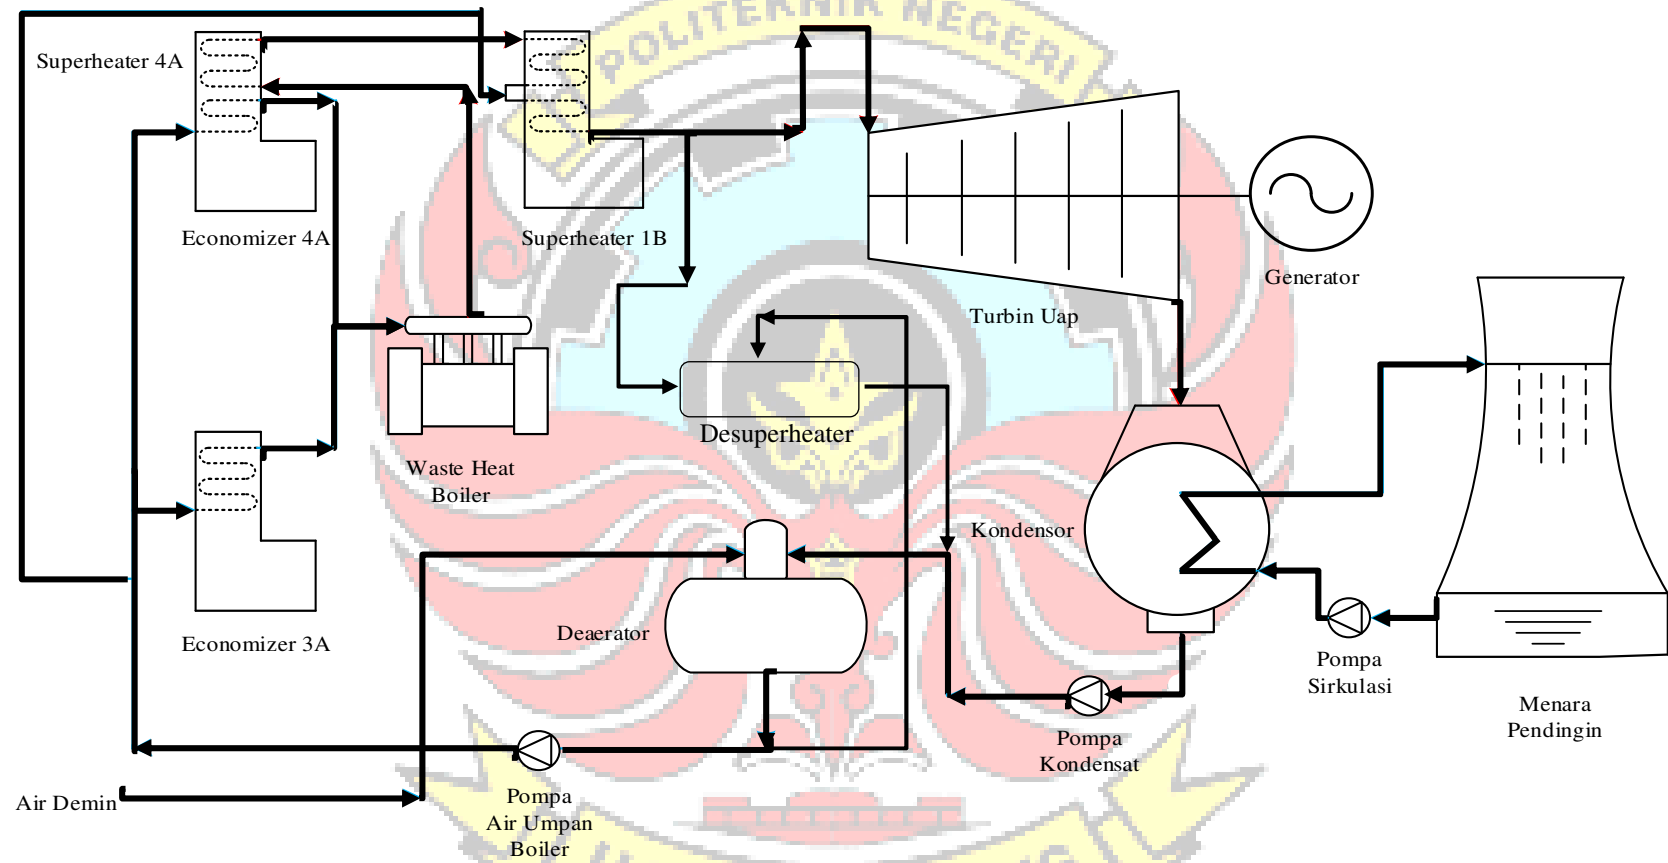 POLITEKNIK NEGERI
Superheater 4A
Economizer 4A
Superheater 1B
Generator
Turbin Uap
Desuperheater
Waste Heat
Boiler
Kondensor
Deaerator
Economizer 3A
Pompa
Sirkulasi
Menara
Pendingin
Pompa
Kondensat
Air Demin
Pompa
Air Umpan
Boiler